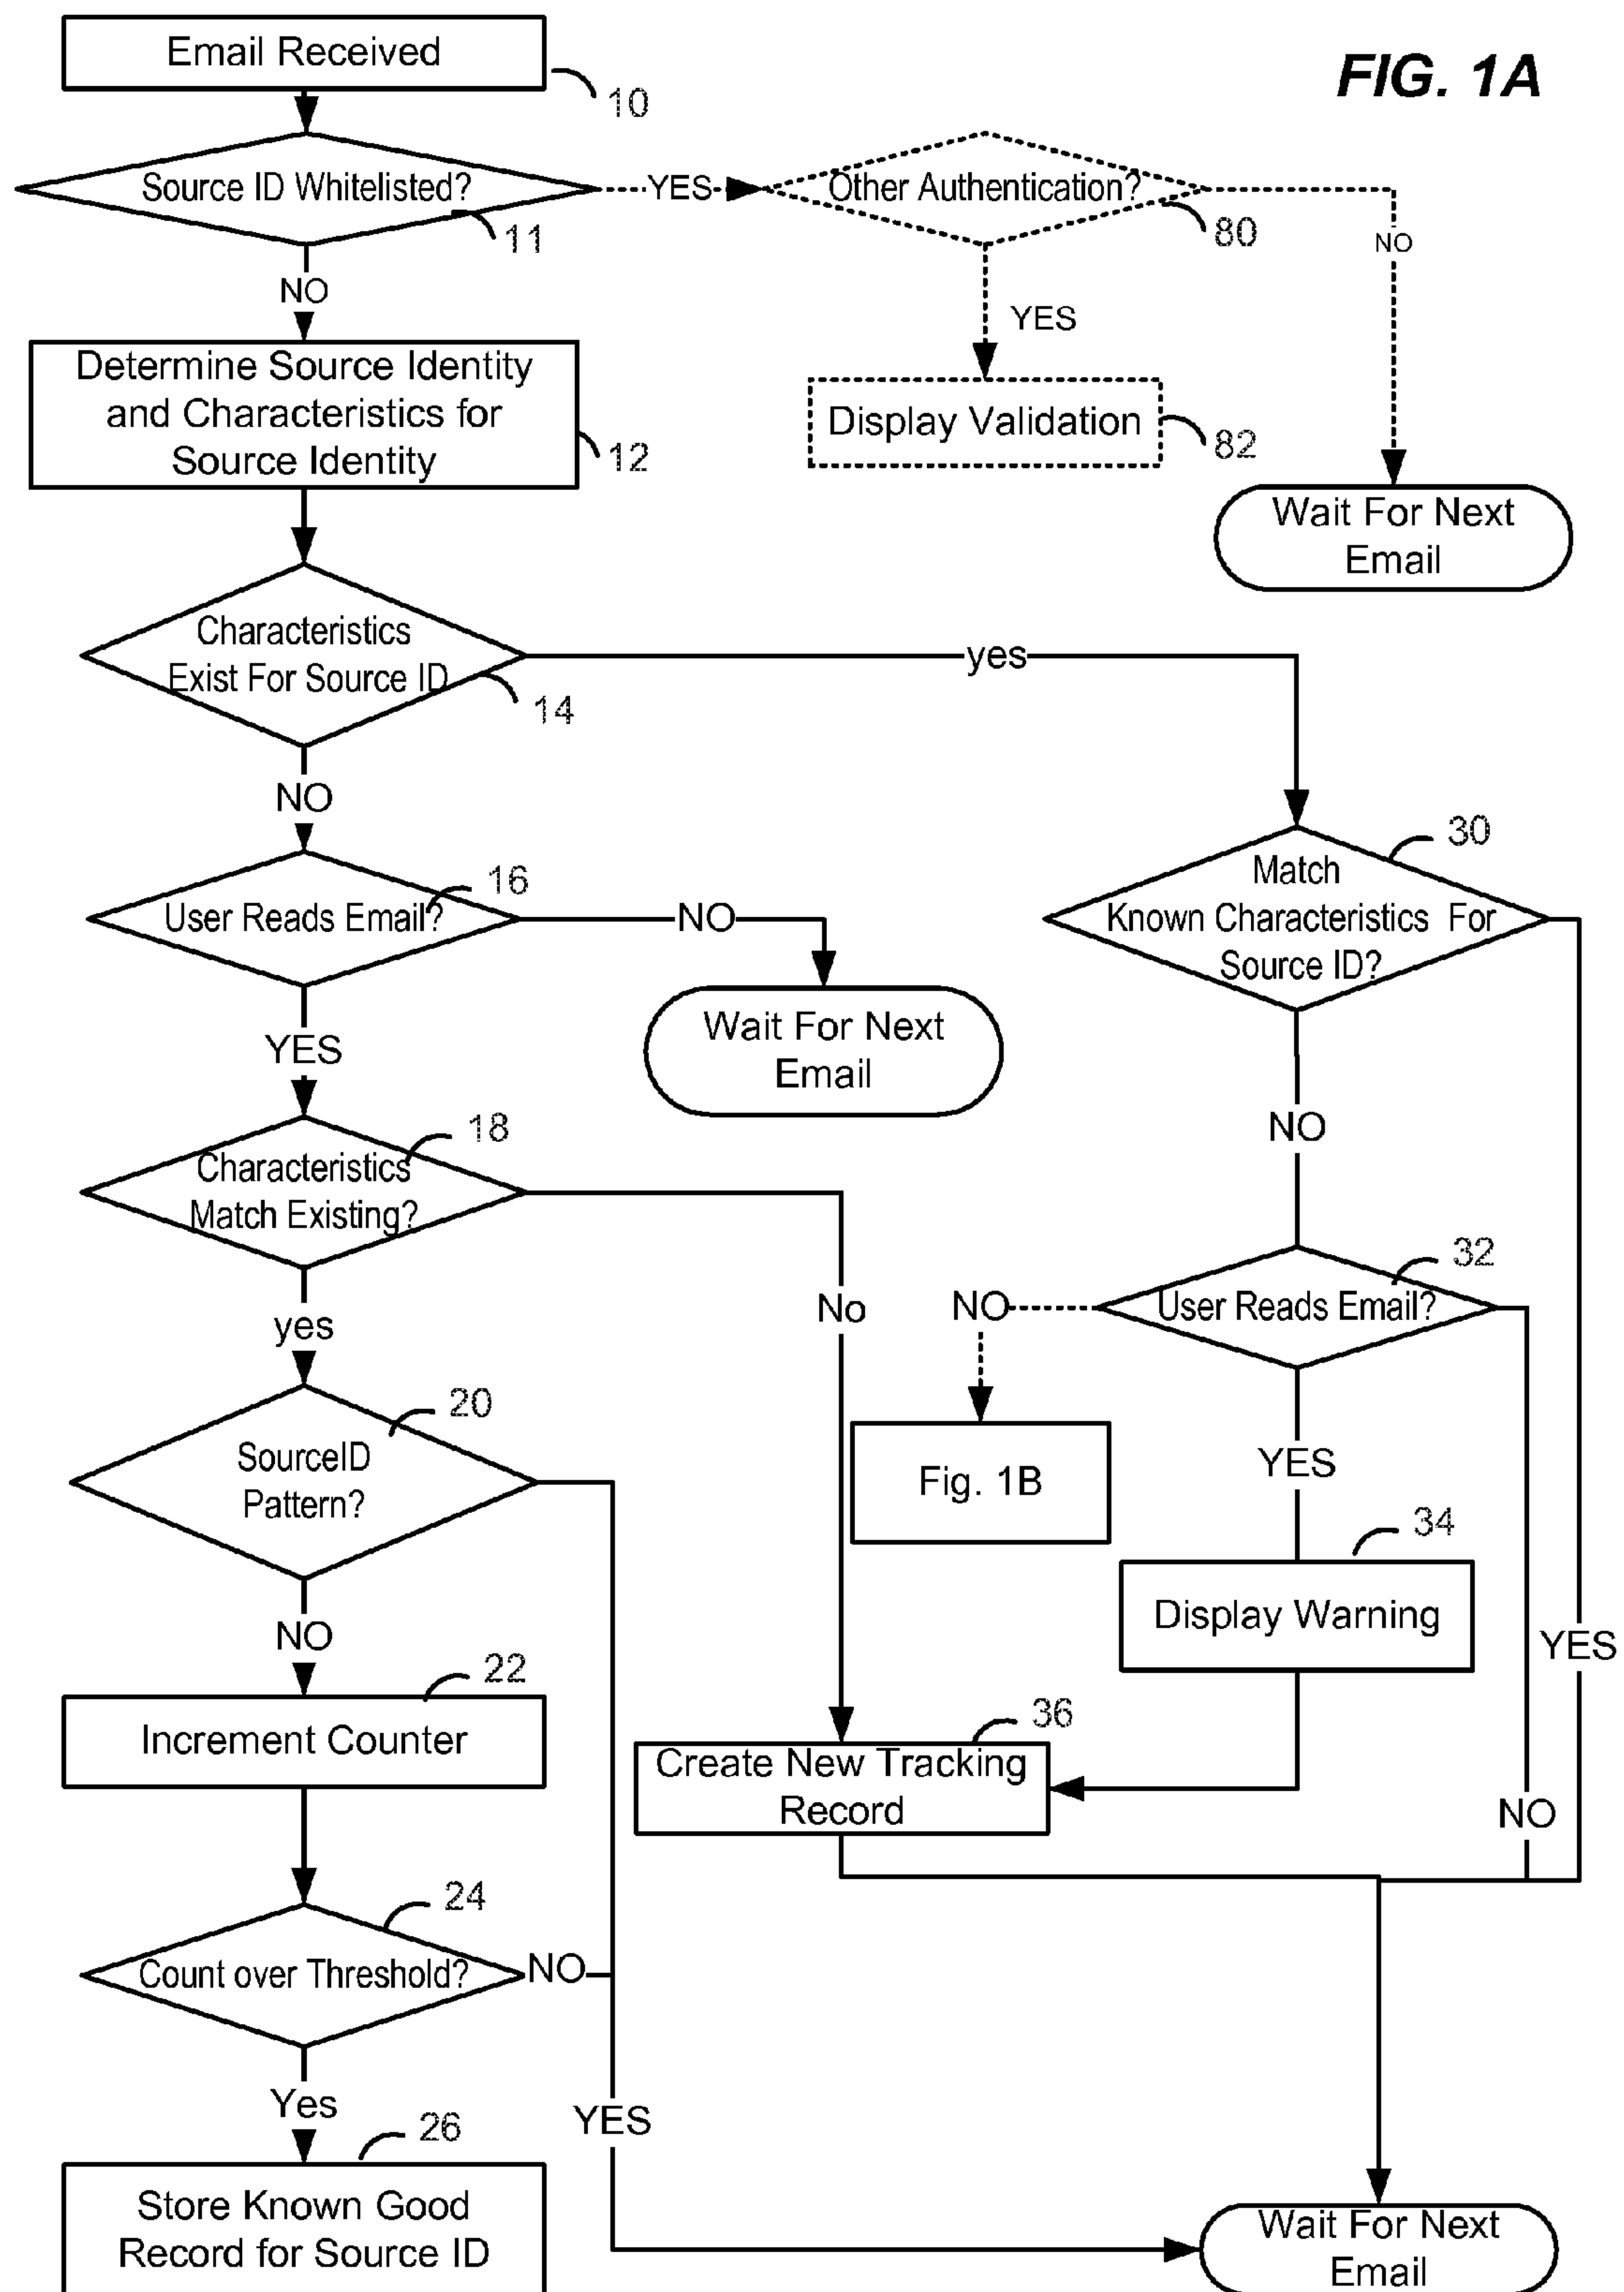 Email Received
FIG. 1A
10
Source ID Whitelisted?
YES
Other Authentication?
11
80
NO
NO
YES
Determine Source Identity
and Characteristics for
Source Identity
12
Display Validation
82
Wait For Next
Email
Characteristics
Exist For Source ID
yes
14
NO
30
Match
Known Characteristics For
Source ID?
16
User Reads Email?
NO
Wait For Next
Email
YES
NO
18
Characteristics
Match Existing?
32
User Reads Email?
No
NO
yes
20
SourceID
Pattern?
Fig. 1B
YES
34
Display Warning
NO
YES
22
Increment Counter
36
Create New Tracking
Record
NO
24
Count over Threshold?
NO
Yes
YES
26
Store Known Good
Record for Source ID
Wait For Next
Email